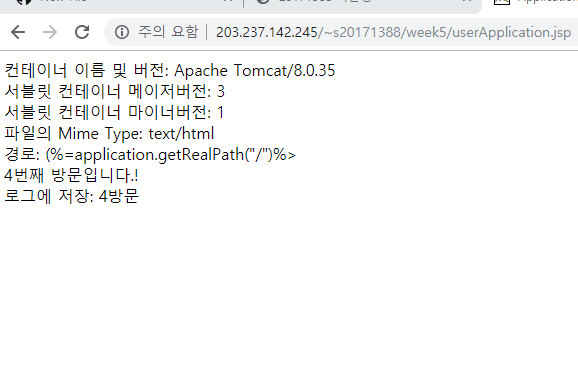 주의 요함 203.237.142.245/~s20171388/week5/userApplication.jsp
컨테이너 이름 및 버전: Apache Tomcat/8.0.35
서블릿 컨테이너 메이저버전: 3
서블릿 컨테이너 마이너버전: 1
파일의 Mime Type: text/html
경로: (%=application.getRealPath("/")%>
4번째 방문입니다.!
로그에 저장: 4방문